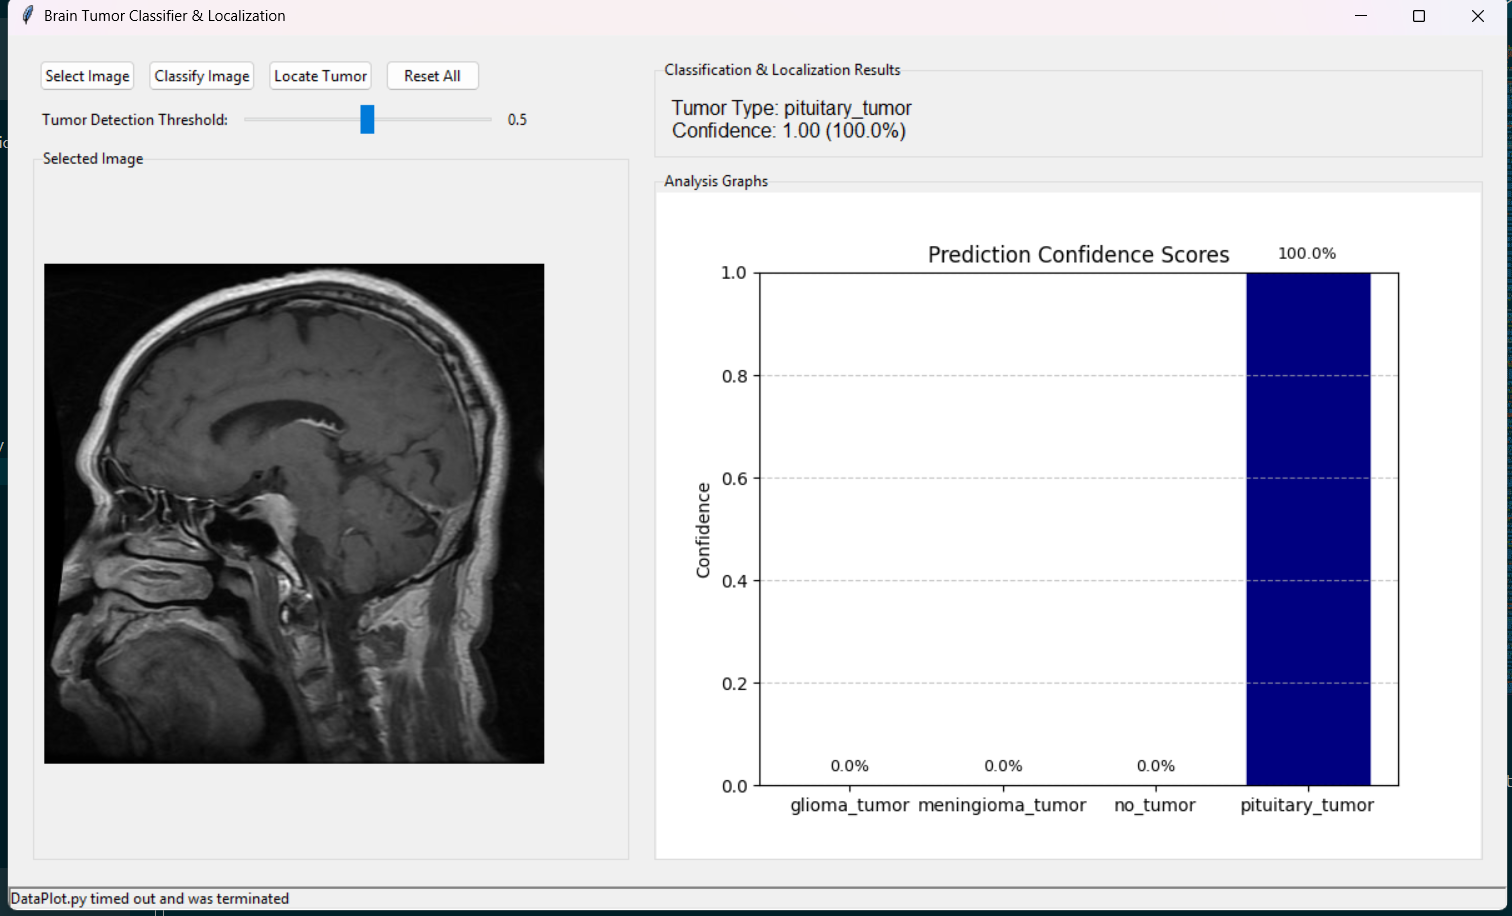 Brain Tumor Classifier & Localization
Select Image
Classify Image
Locate Tumor
Reset All
Tumor Detection Threshold:
0.5
Selected Image
Classification & Localization Results
Tumor Type: pituitary_tumor
Confidence: 1.00 (100.0%)
Analysis Graphs
Prediction Confidence Scores
100.0%
1.0
0.8
0.6
0.4
0.2
0.0
Confidence
0.0%
0.0%
0.0%
glioma_tumor
meningioma_tumor
no_tumor
pituitary_tumor
DataPlot.py timed out and was terminated